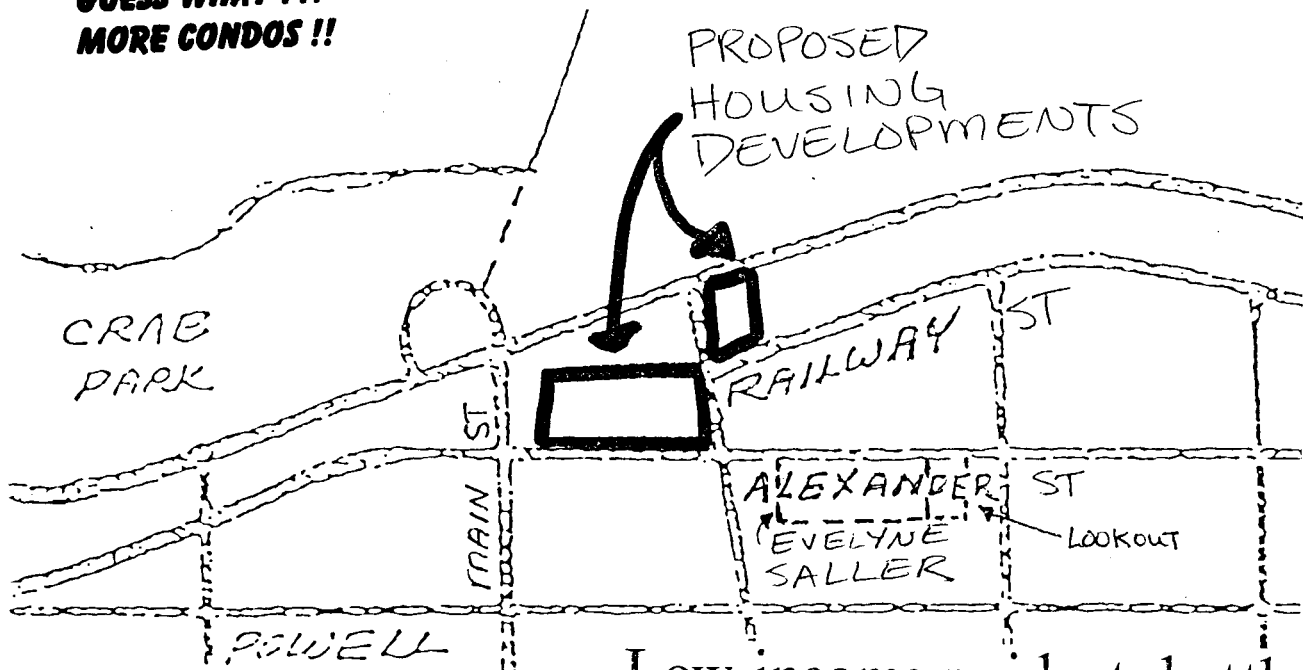 MORE CONDOS !!
PROPOSED
HOUSING
DEVELOPMENTS
CRAB
PARK
ST
RAILWAY
ST
MAIN
ALEXANDER ST
EVELYNE
SALLER
LOOKOUT
POWELL